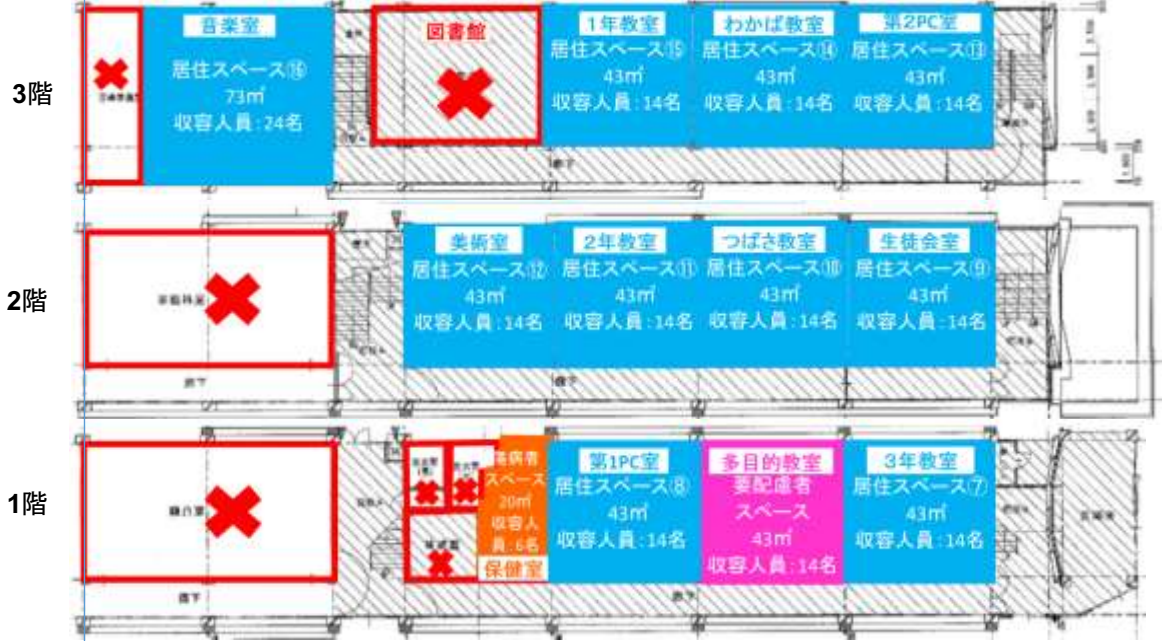 3階
音楽室
居住スペース⑯
73㎡
収容人員:24名
図書館
1年教室
居住スペース⑮
43㎡
収容人員:14名
わかば教室
居住スペース⑭
43㎡
収容人員:14名
第2PC室
居住スペース⑬
43㎡
収容人員:14名
廊下
2階
美術室
居住スペース⑫
43㎡
収容人員:14名
2年教室
居住スペース⑪
43㎡
収容人員:14名
つばさ教室
居住スペース⑩
43㎡
収容人員:14名
生徒会室
居住スペース⑨
43㎡
収容人員:14名
廊下
廊下
1階
傷病者
スペース
20㎡
収容人
員:6名
保健室
第1PC室
居住スペース⑧
43㎡
収容人員:14名
多目的教室
要配慮者
スペース
43㎡
収容人員:14名
3年教室
居住スペース⑦
43㎡
収容人員:14名
廊下
廊下